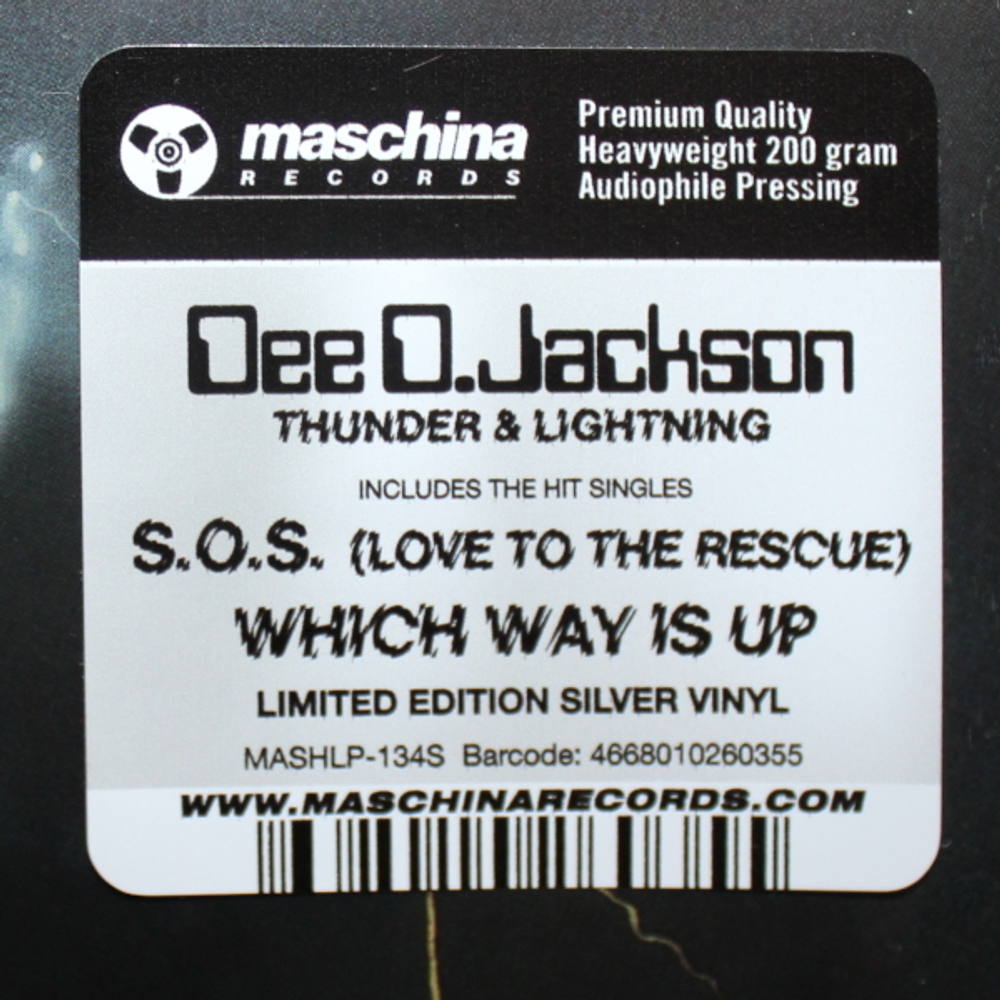 maschina
RECORDS
Premium Quality
Heavyweight 200 gram
Audiophile Pressing
Dee D. Jackson
THUNDER & LIGHTNING
INCLUDES THE HIT SINGLES
S.O.S. (LOVE TO THE RESCUE)
WHICH WAY IS UP
LIMITED EDITION SILVER VINYL
MASHLP-134S Barcode: 4668010260355
WWW.MASCHINARECORDS.COM